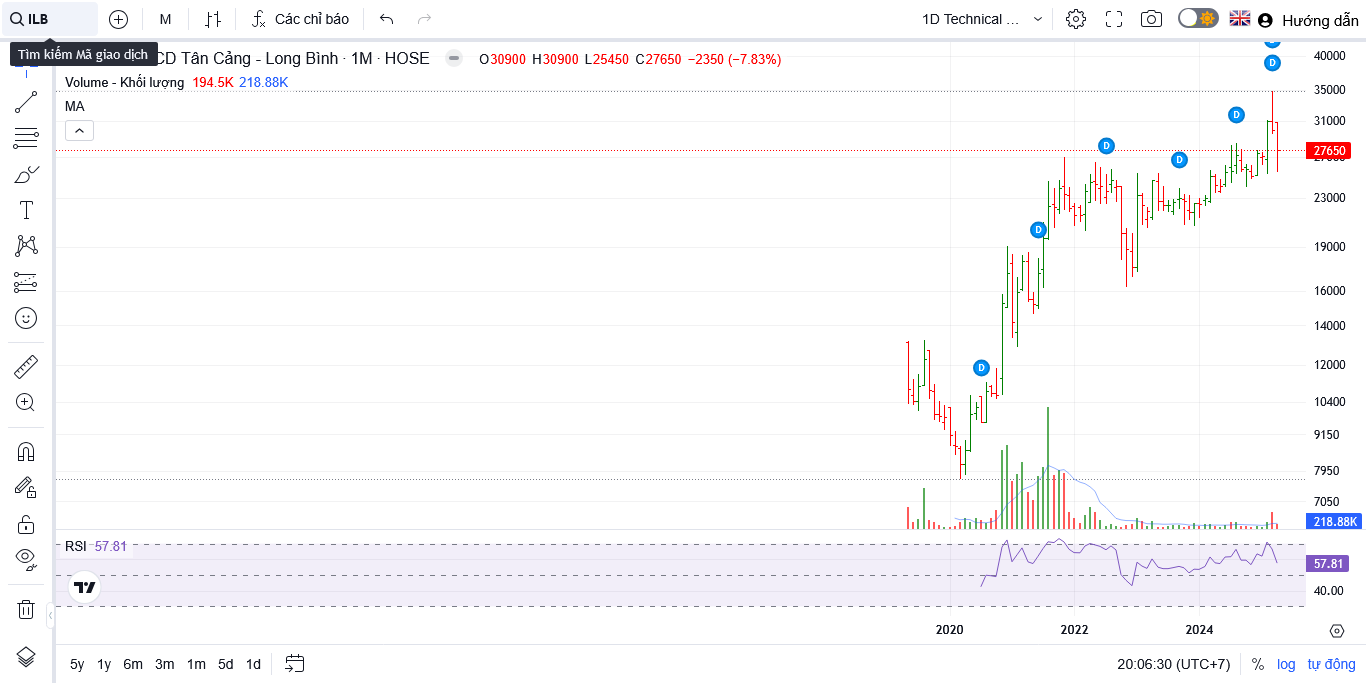 ILB
M
Các chỉ báo
1D Technical ...
Hướng dẫn
Tìm kiếm Mã giao dịch
CD Tân Cảng - Long Bình · 1M · HOSE
O30900 H30900 L25450 C27650 −2350 (−7.83%)
Volume - Khối lượng 194.5K 218.88K
MA
D
D
D
D
D
D
D
40000
35000
31000
27650
27000
23000
19000
16000
14000
12000
10400
9150
7950
7050
218.88K
RSI 57.81
57.81
40.00
2020
2022
2024
5y 1y 6m 3m 1m 5d 1d
20:06:30 (UTC+7)
%
log
tự động